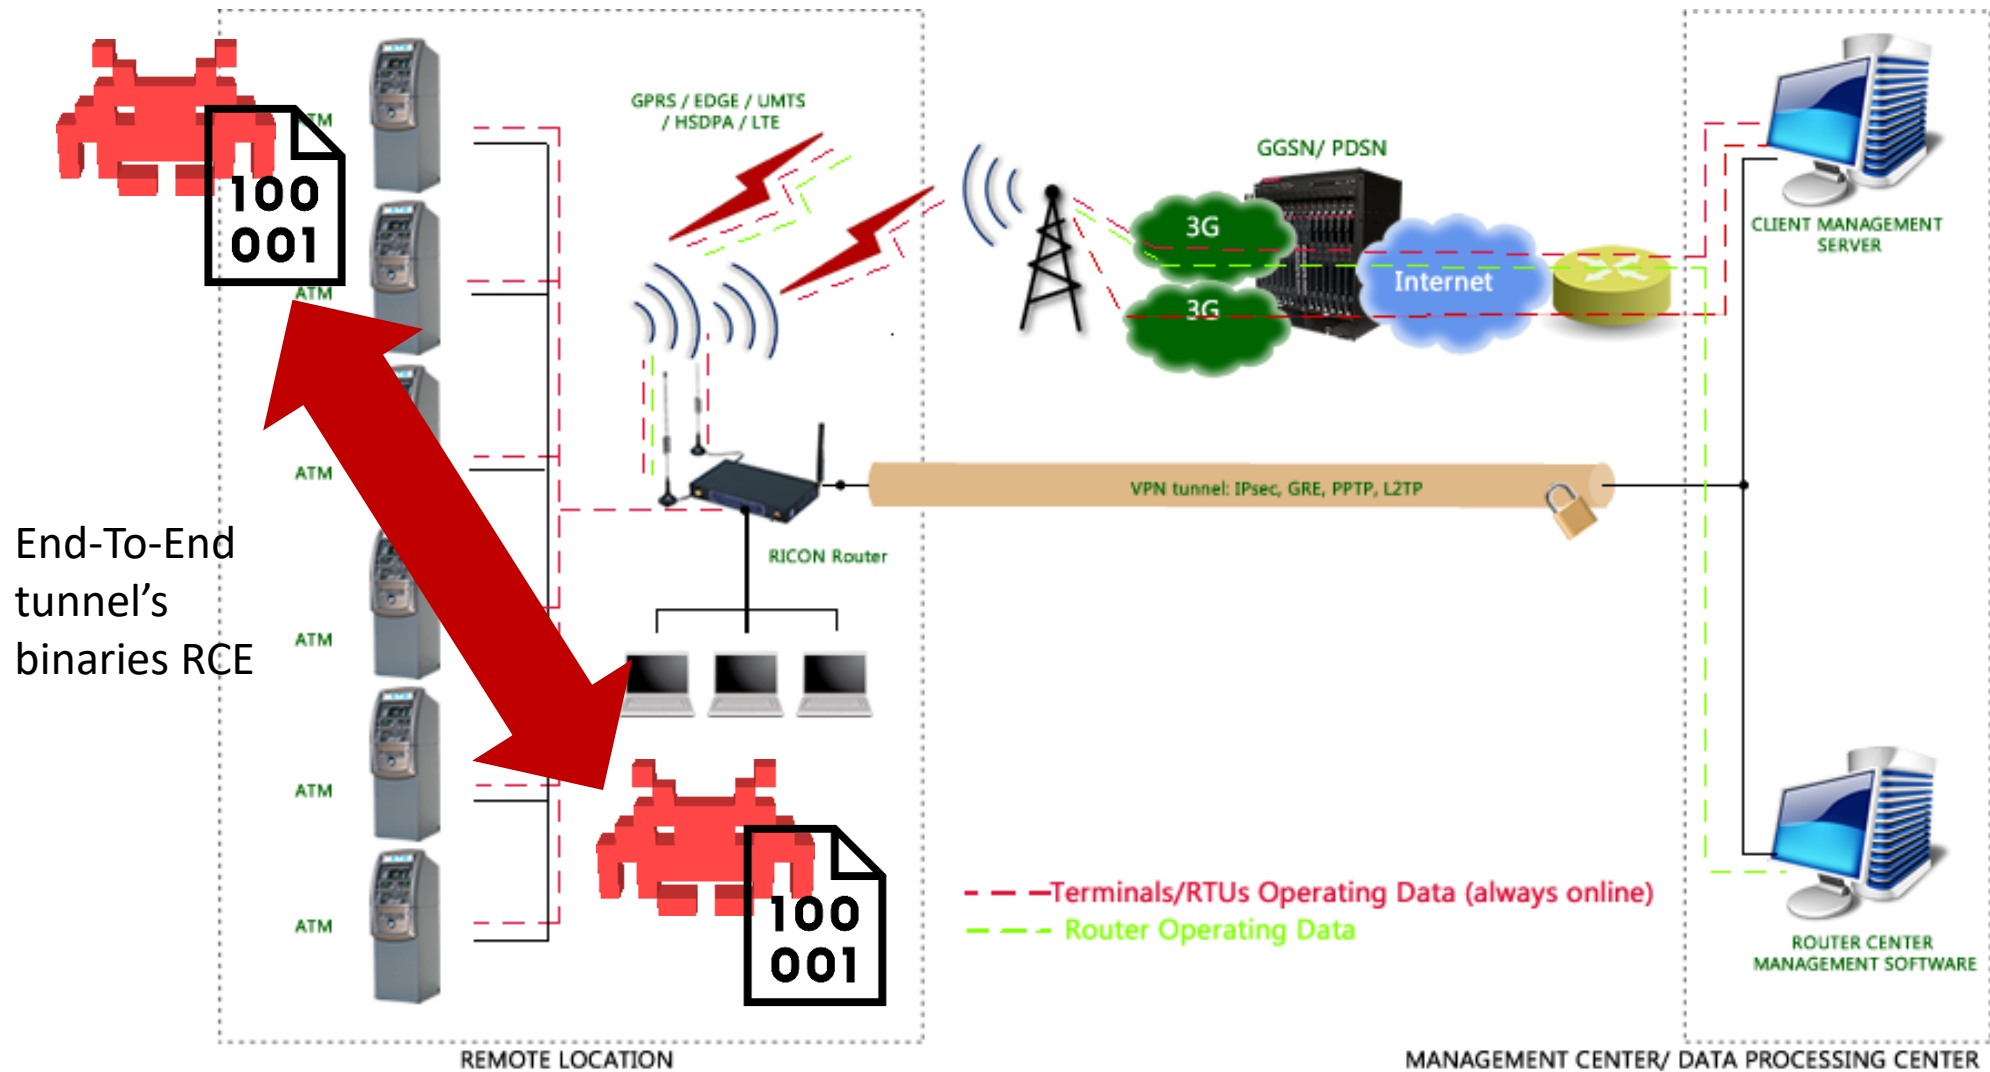 GPRS / EDGE / UMTS
/ HSDPA / LTE
GGSN/ PDSN
TM
100
001
3G
3G
Internet
CLIENT MANAGEMENT
SERVER
ATM
ATM
VPN tunnel: IPsec, GRE, PPTP, L2TP
RICON Router
End-To-End
tunnel’s
binaries RCE
ATM
ATM
ATM
100
001
Terminals/RTUs Operating Data (always online)
Router Operating Data
ROUTER CENTER
MANAGEMENT SOFTWARE
REMOTE LOCATION
MANAGEMENT CENTER/ DATA PROCESSING CENTER